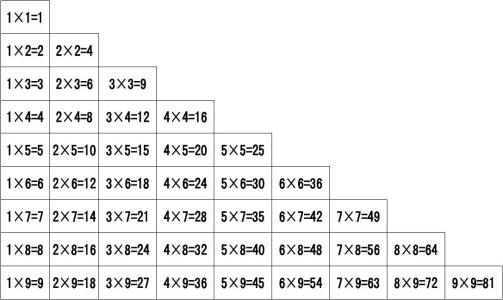 1×1=1
1×2=2 2×2=4
1×3=3 2×3=6 3×3=9
1×4=4 2×4=8 3×4=12 4×4=16
1×5=5 2×5=10 3×5=15 4×5=20 5×5=25
1×6=6 2×6=12 3×6=18 4×6=24 5×6=30 6×6=36
1×7=7 2×7=14 3×7=21 4×7=28 5×7=35 6×7=42 7×7=49
1×8=8 2×8=16 3×8=24 4×8=32 5×8=40 6×8=48 7×8=56 8×8=64
1×9=9 2×9=18 3×9=27 4×9=36 5×9=45 6×9=54 7×9=63 8×9=72 9×9=81